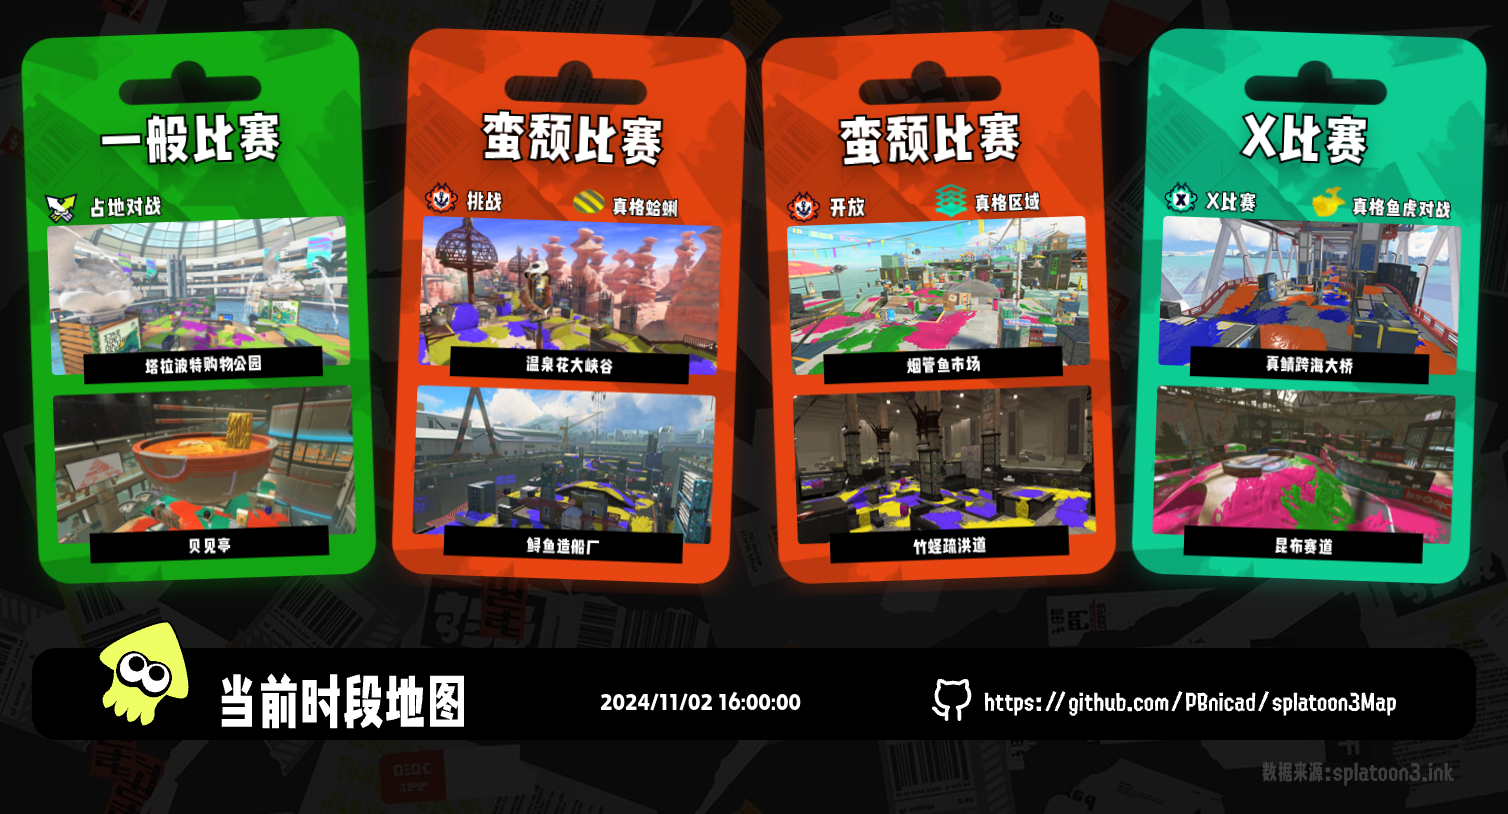 一般比赛
占地对战
塔拉波特购物公园
贝见亭
蛮颓比赛
挑战
真格蛤蜊
温泉花大峡谷
鲟鱼造船厂
蛮颓比赛
开放
真格区域
烟管鱼市场
竹蛏疏洪道
X比赛
X比赛
真格鱼虎对战
真鲭跨海大桥
昆布赛道
当前时段地图
2024/11/02 16:00:00
https://github.com/PBnicad/splatoon3Map
数据来源:splatoon3.ink